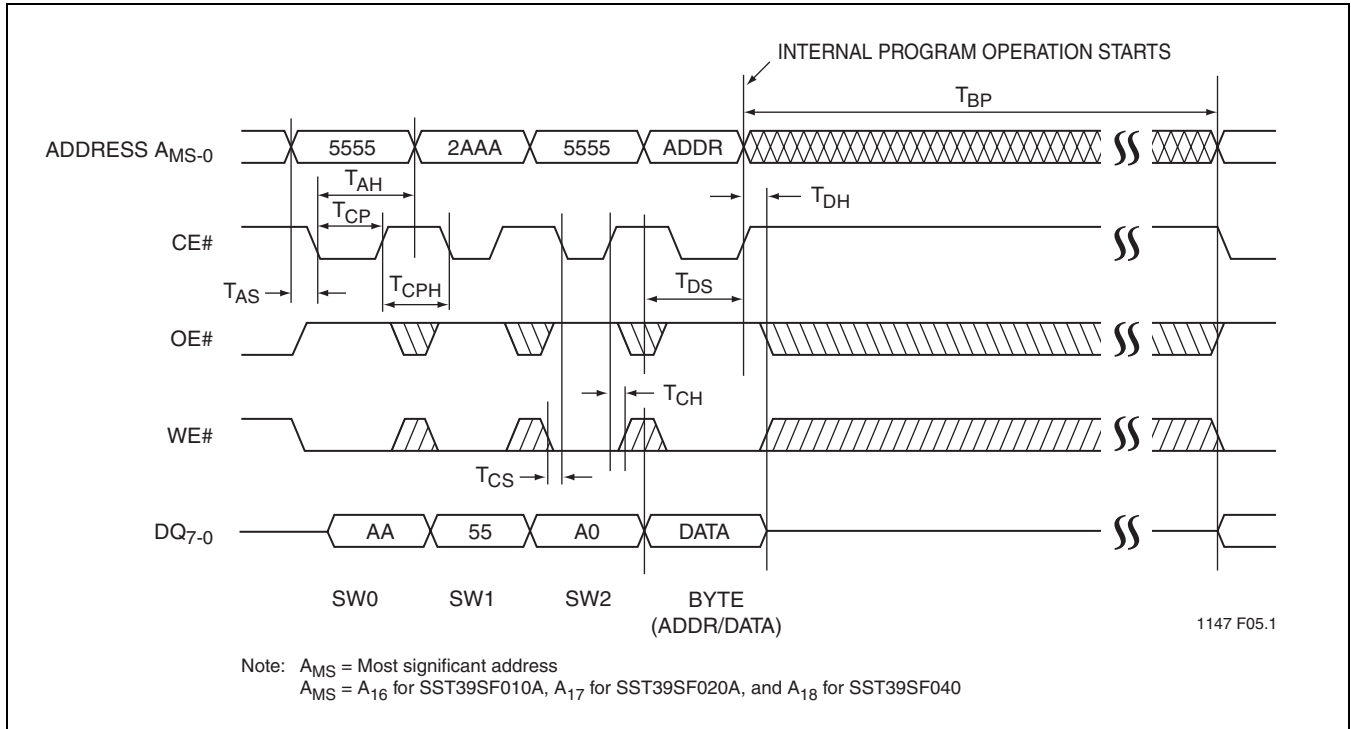 INTERNAL PROGRAM OPERATION STARTS
TBP
ADDRESS AMS-0
5555
2AAA
5555
ADDR
TAH
TDH
TCP
CE#
TAS
TCPH
TDS
OE#
TCH
WE#
TCS
DQ7-0
AA
55
A0
DATA
SW0
SW1
SW2
BYTE
(ADDR/DATA)
1147 F05.1
Note: AMS = Most significant address
AMS = A16 for SST39SF010A, A17 for SST39SF020A, and A18 for SST39SF040